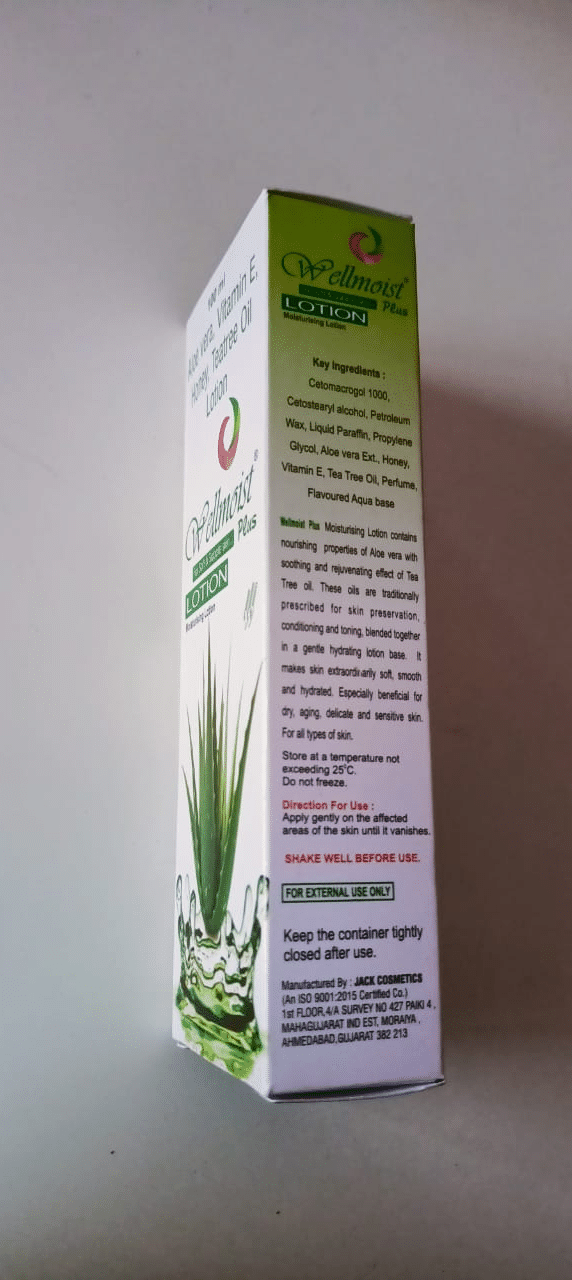 100 ml
Aloe vera, Vitamin E,
Honey, Teatree Oil
Lotion
Wellmoist®
Plus
LOTION
Moisturising Lotion
Wellmoist®
Plus
LOTION
Moisturising Lotion
Key Ingredients :
Cetomacrogol 1000,
Cetostearyl alcohol, Petroleum
Wax, Liquid Paraffin, Propylene
Glycol, Aloe vera Ext., Honey,
Vitamin E, Tea Tree Oil, Perfume,
Flavoured Aqua base
Wellmoist Plus Moisturising Lotion contains
nourishing properties of Aloe vera with
soothing and rejuvenating effect of Tea
Tree oil. These oils are traditionally
prescribed for skin preservation,
conditioning and toning, blended together
in a gentle hydrating lotion base. It
makes skin extraordinarily soft, smooth
and hydrated. Especially beneficial for
dry, aging, delicate and sensitive skin.
For all types of skin.
Store at a temperature not
exceeding 25°C.
Do not freeze.
Direction For Use :
Apply gently on the affected
areas of the skin until it vanishes.
SHAKE WELL BEFORE USE.
FOR EXTERNAL USE ONLY
Keep the container tightly
closed after use.
Manufactured By : JACK COSMETICS
(An ISO 9001:2015 Certified Co.)
1st FLOOR,4/A SURVEY NO 427 PAIKI 4 ,
MAHAGUJARAT IND EST, MORAIYA ,
AHMEDABAD,GUJARAT 382 213